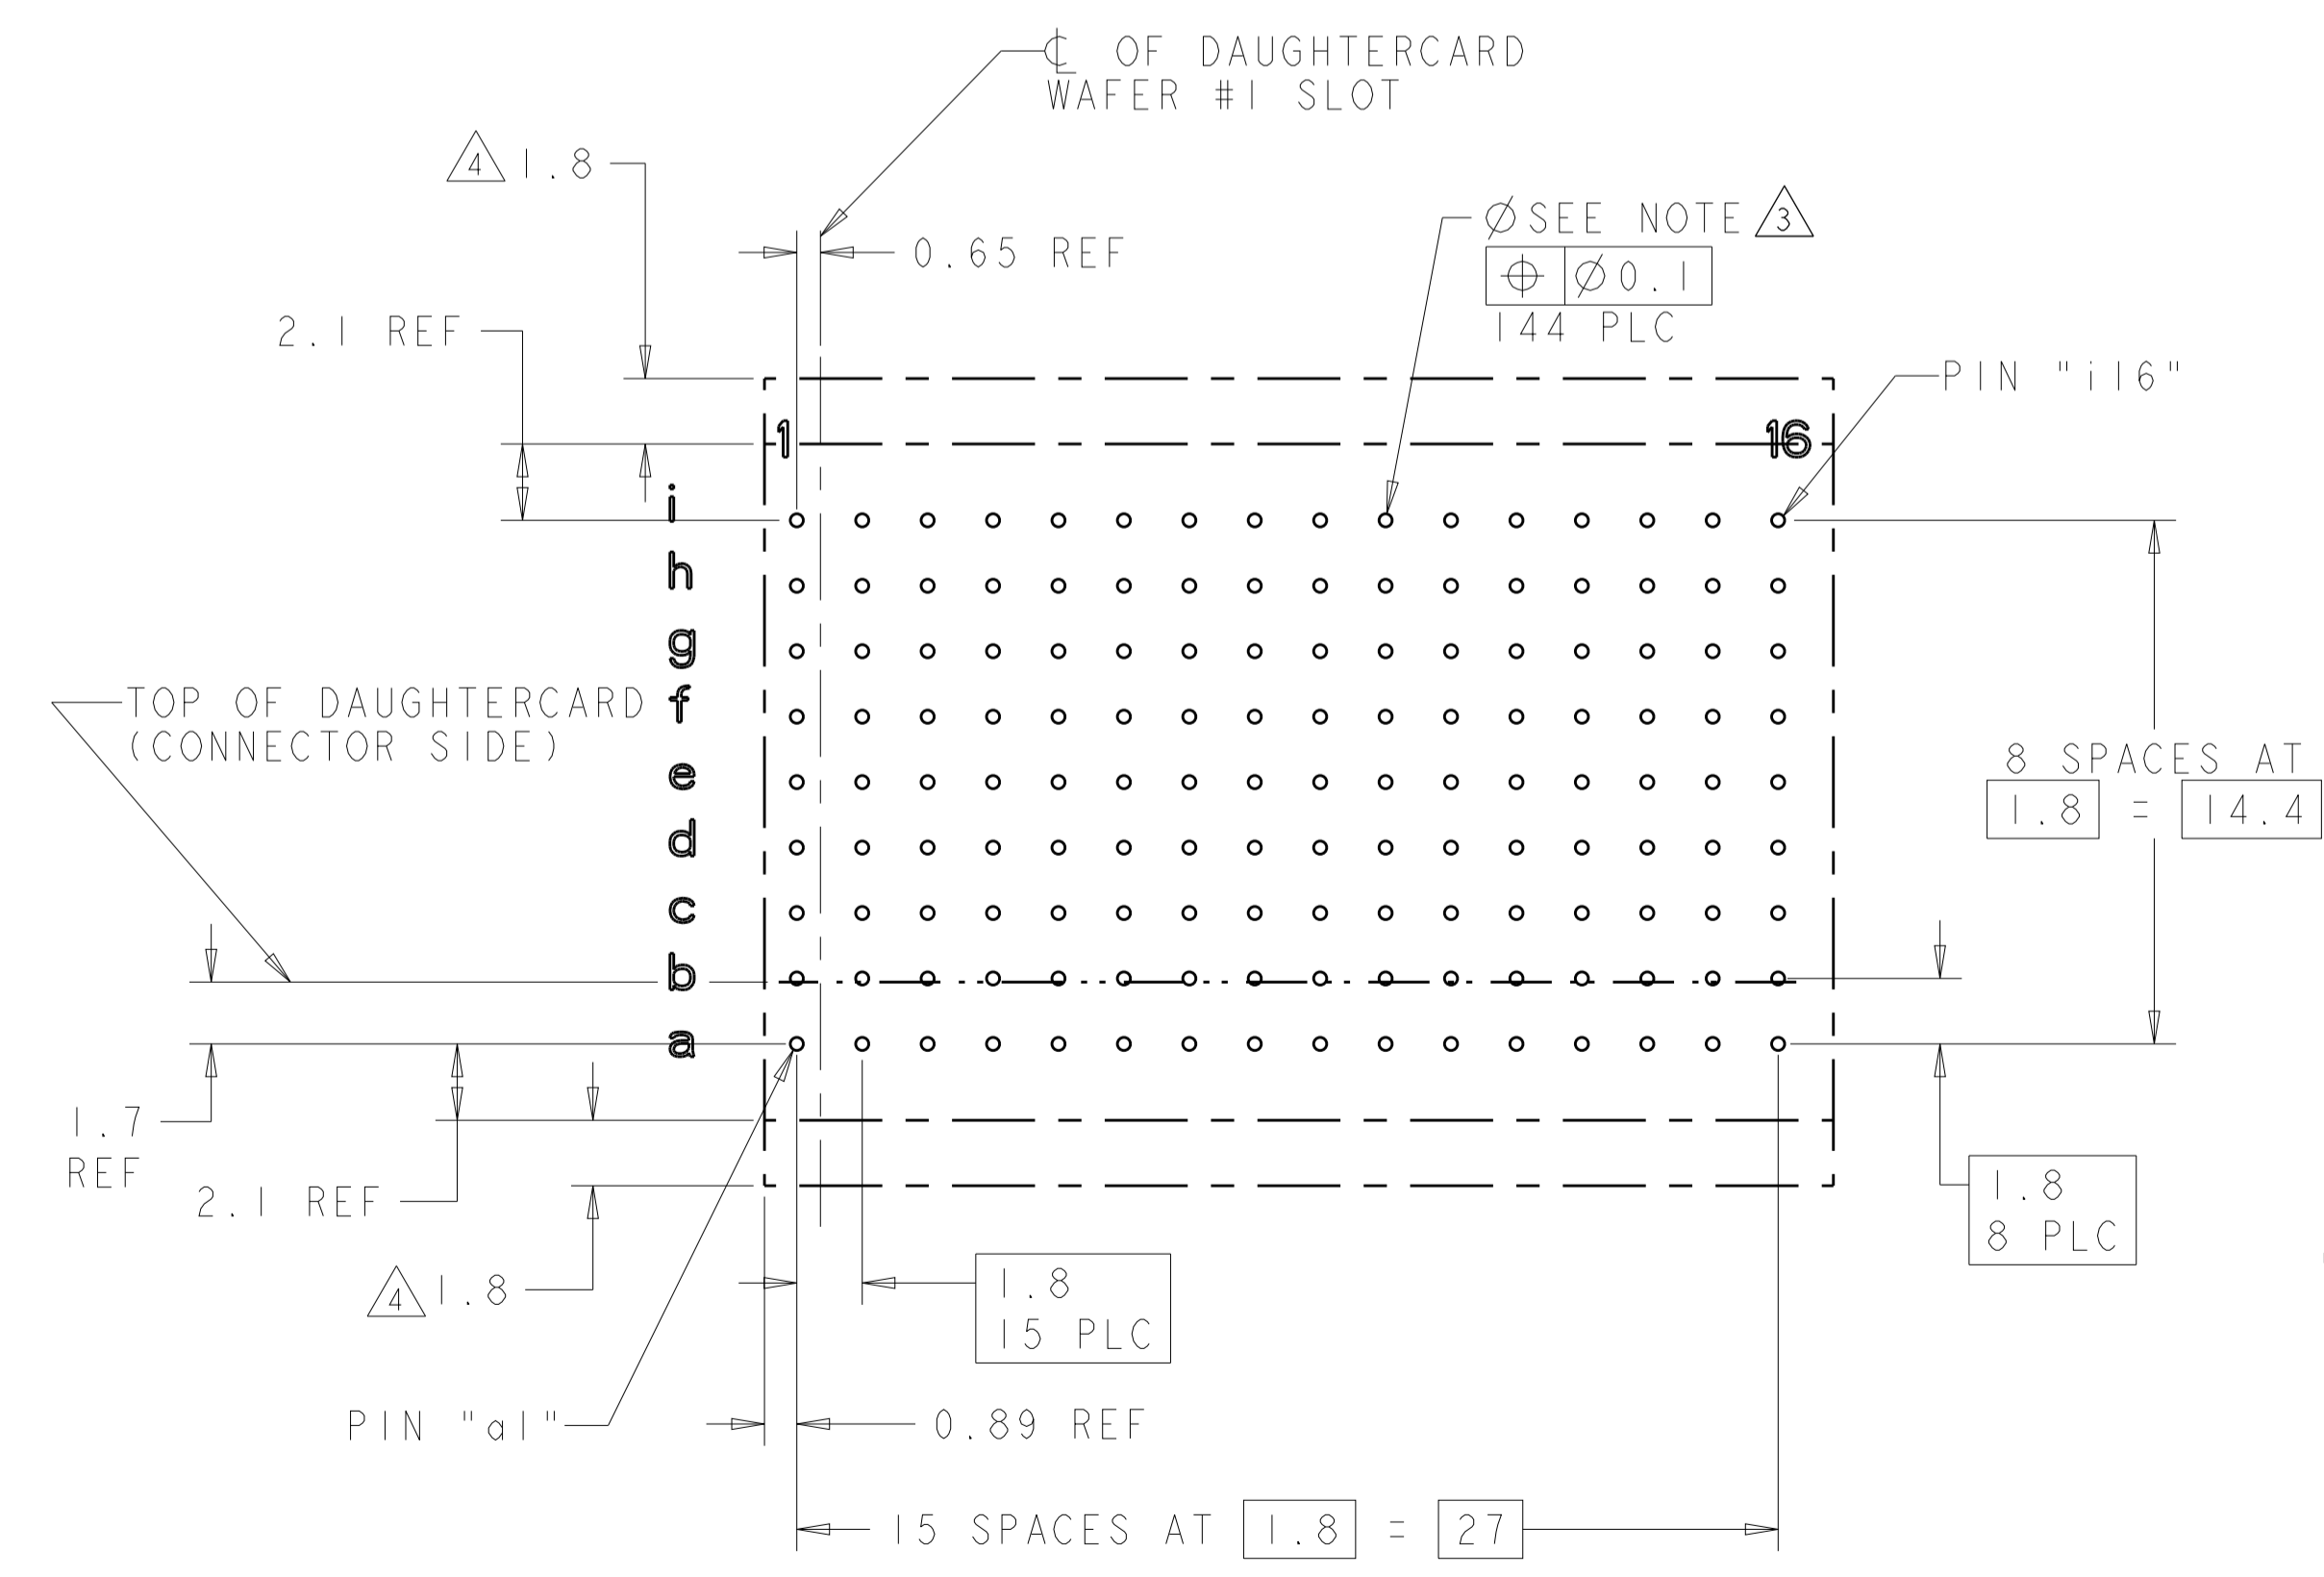 ℄ OF DAUGHTERCARD
WAFER #1 SLOT
4 1.8
⌀SEE NOTE 3
0.65 REF
⌖ ⌀0.1
144 PLC
2.1 REF
PIN "i16"
1
16
i
h
g
f
TOP OF DAUGHTERCARD
(CONNECTOR SIDE)
e
8 SPACES AT
1.8 = 14.4
d
c
b
a
1.7
REF
2.1 REF
1.8
8 PLC
4 1.8
1.8
15 PLC
PIN "a1"
0.89 REF
15 SPACES AT 1.8 = 27